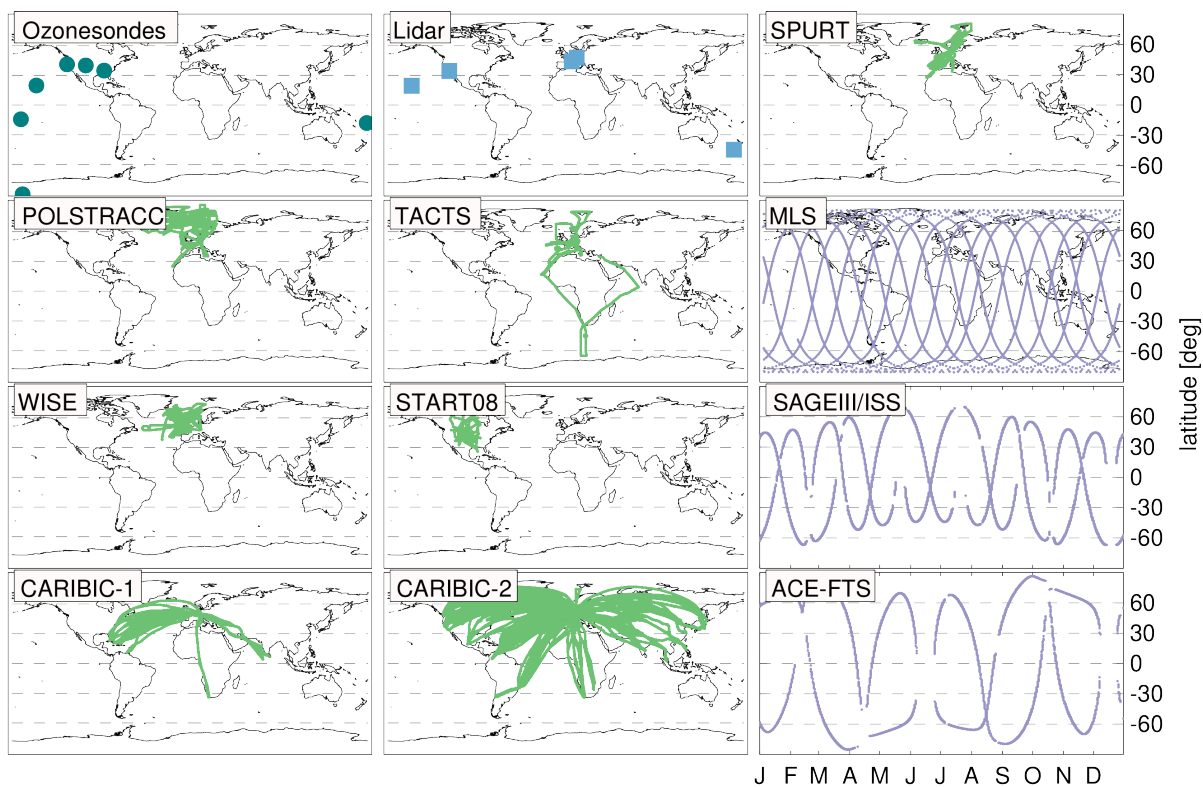 Ozonesondes
Lidar
SPURT
60
30
0
-30
-60
POLSTRACC
TACTS
MLS
60
30
0
-30
-60
latitude [deg]
WISE
START08
SAGEIII/ISS
60
30
0
-30
-60
CARIBIC-1
CARIBIC-2
ACE-FTS
60
30
0
-30
-60
J F M A M J J A S O N D